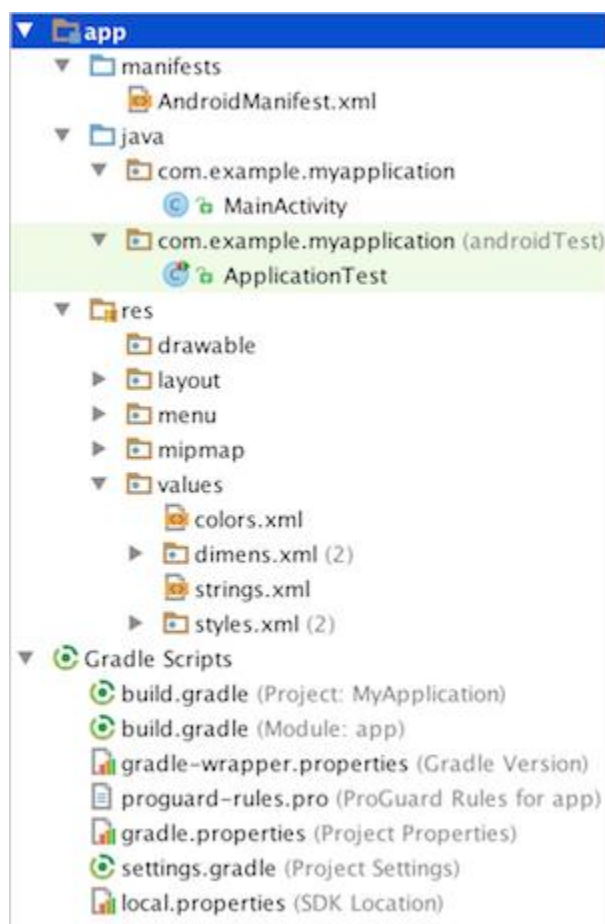 app
manifests
AndroidManifest.xml
java
com.example.myapplication
MainActivity
com.example.myapplication (androidTest)
ApplicationTest
res
drawable
layout
menu
mipmap
values
colors.xml
dimens.xml (2)
strings.xml
styles.xml (2)
Gradle Scripts
build.gradle (Project: MyApplication)
build.gradle (Module: app)
gradle-wrapper.properties (Gradle Version)
proguard-rules.pro (ProGuard Rules for app)
gradle.properties (Project Properties)
settings.gradle (Project Settings)
local.properties (SDK Location)